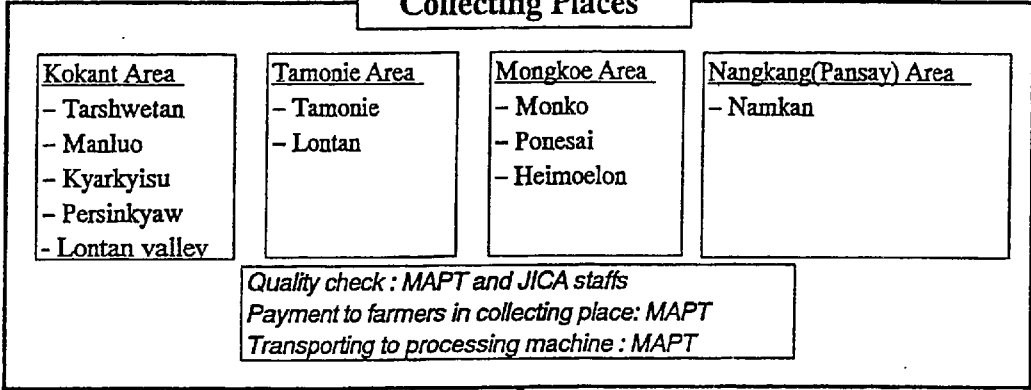 Collecting Places
Kokant Area
– Tarshwetan
– Manluo
– Kyarkyisu
– Persinkyaw
- Lontan valley
Tamonie Area
– Tamonie
– Lontan
Mongkoe Area
– Monko
– Ponesai
– Heimoelon
Nangkang(Pansay) Area
– Namkan
Quality check : MAPT and JICA staffs
Payment to farmers in collecting place: MAPT
Transporting to processing machine : MAPT